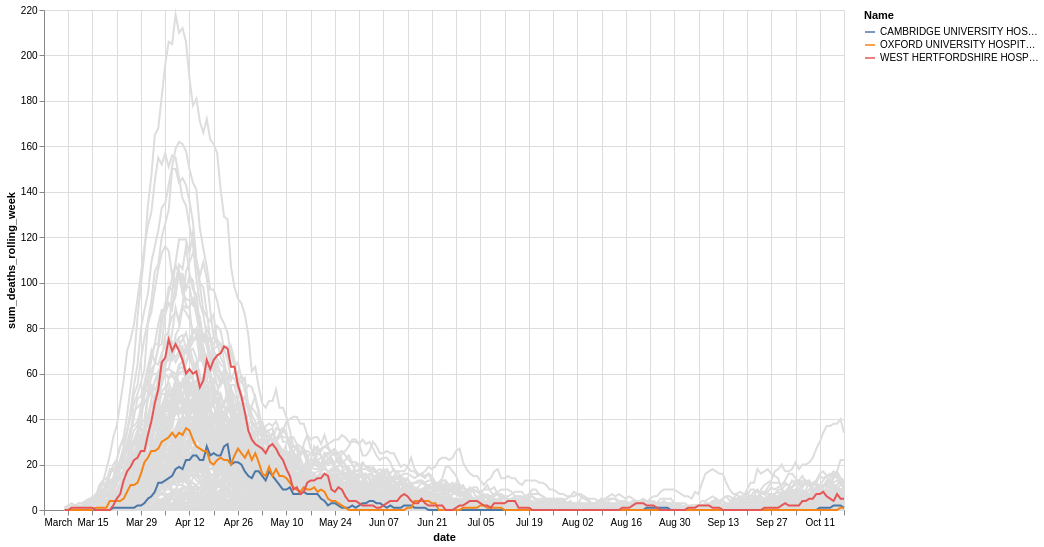 220
200
180
160
140
120
100
80
60
40
20
0
sum_deaths_rolling_week
March Mar 15 Mar 29 Apr 12 Apr 26 May 10 May 24 Jun 07 Jun 21 Jul 05 Jul 19 Aug 02 Aug 16 Aug 30 Sep 13 Sep 27 Oct 11
date
Name
CAMBRIDGE UNIVERSITY HOS…
OXFORD UNIVERSITY HOSPIT…
WEST HERTFORDSHIRE HOSP…